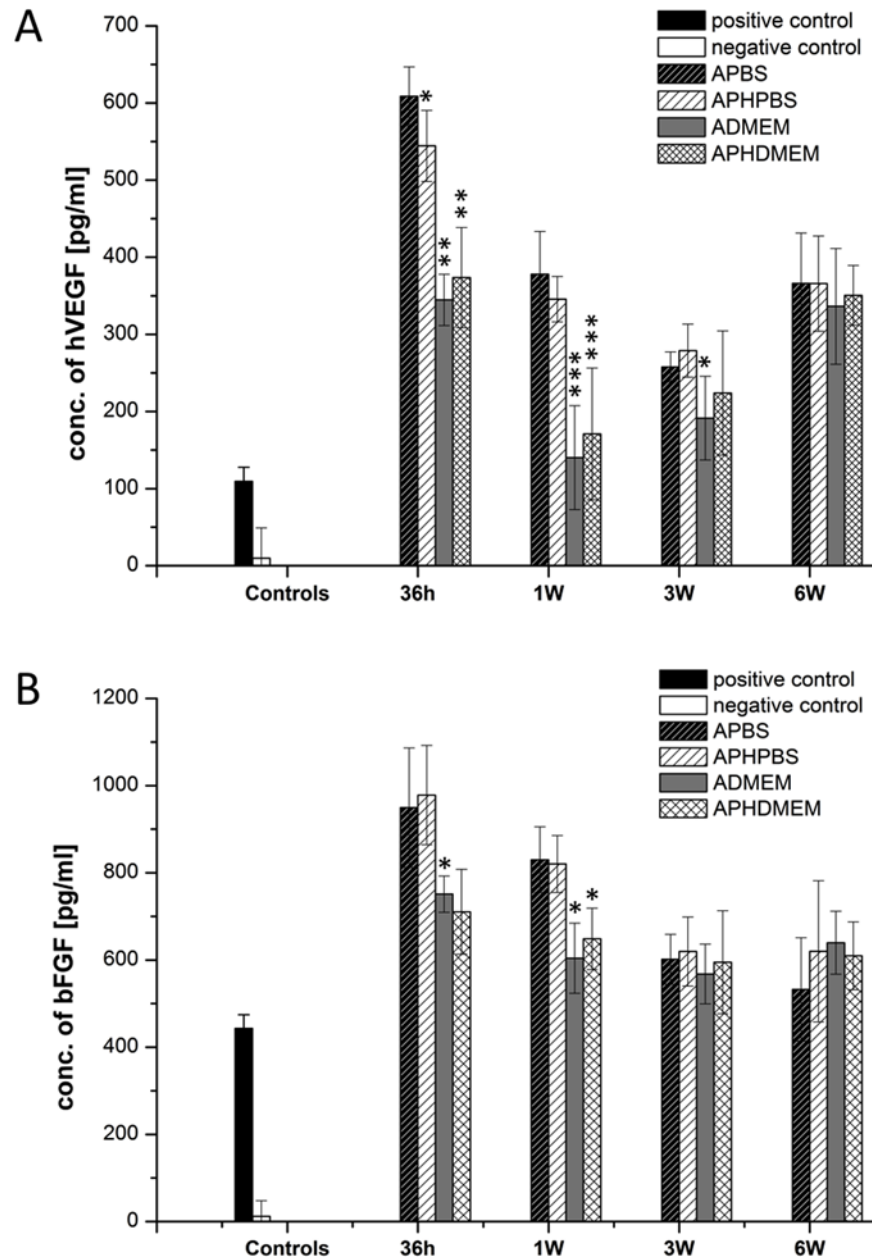 A
conc. of hVEGF [pg/ml]
700
600
500
400
300
200
100
0
positive control
negative control
APBS
APHPBS
ADMEM
APHDMEM
*
**
**
***
***
*
Controls 36h 1W 3W 6W
B
conc. of bFGF [pg/ml]
1200
1000
800
600
400
200
0
positive control
negative control
APBS
APHPBS
ADMEM
APHDMEM
*
*
*
Controls 36h 1W 3W 6W